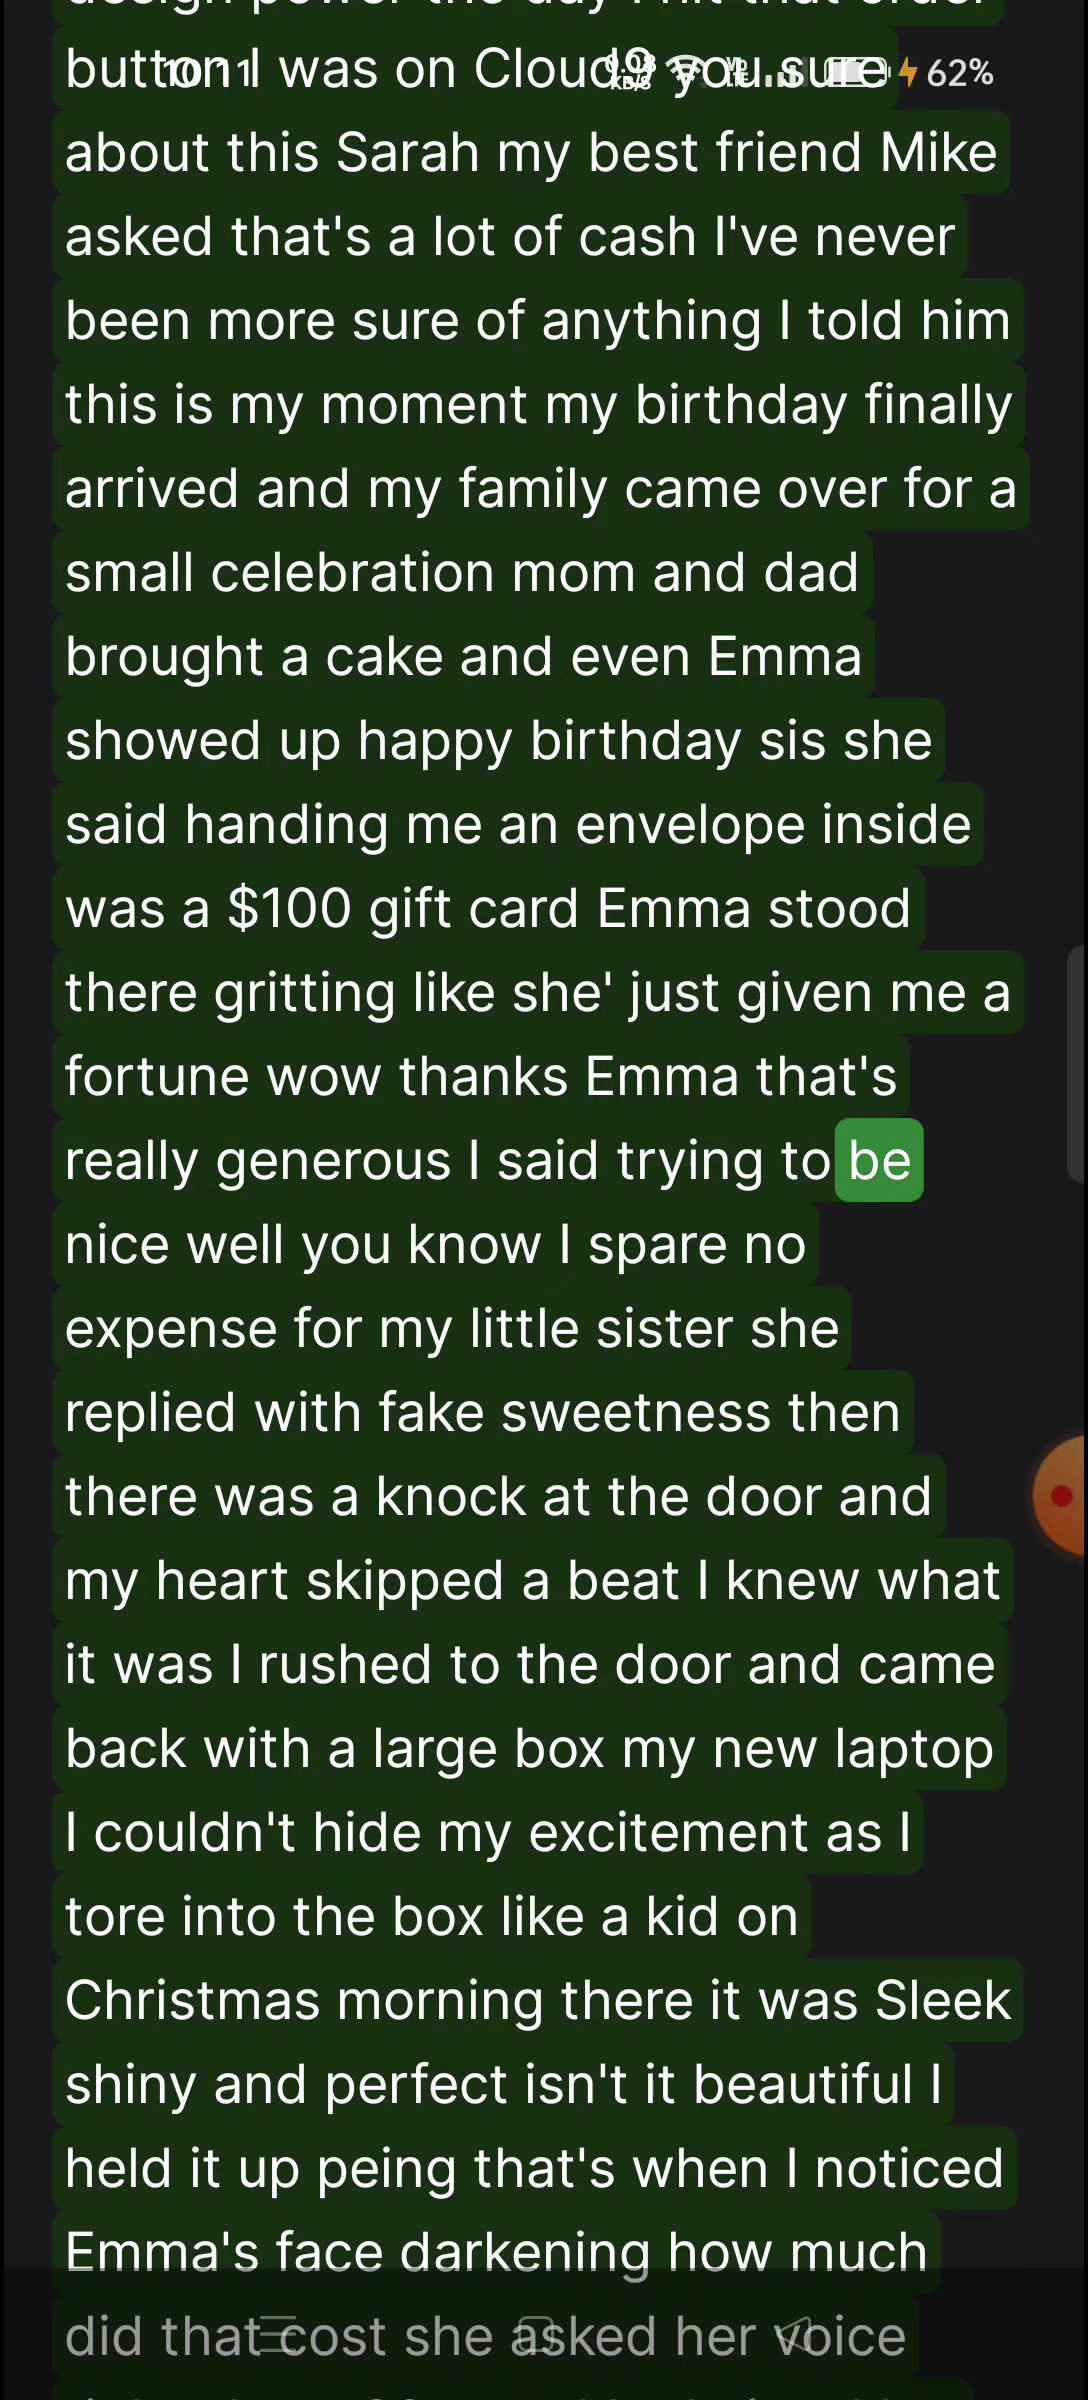 design power the day I hit that order
button I was on Cloud 9 you sure
62%
about this Sarah my best friend Mike
asked that's a lot of cash I've never
been more sure of anything I told him
this is my moment my birthday finally
arrived and my family came over for a
small celebration mom and dad
brought a cake and even Emma
showed up happy birthday sis she
said handing me an envelope inside
was a $100 gift card Emma stood
there gritting like she' just given me a
fortune wow thanks Emma that's
really generous I said trying to be
nice well you know I spare no
expense for my little sister she
replied with fake sweetness then
there was a knock at the door and
my heart skipped a beat I knew what
it was I rushed to the door and came
back with a large box my new laptop
I couldn't hide my excitement as I
tore into the box like a kid on
Christmas morning there it was Sleek
shiny and perfect isn't it beautiful I
held it up peing that's when I noticed
Emma's face darkening how much
did that cost she asked her voice